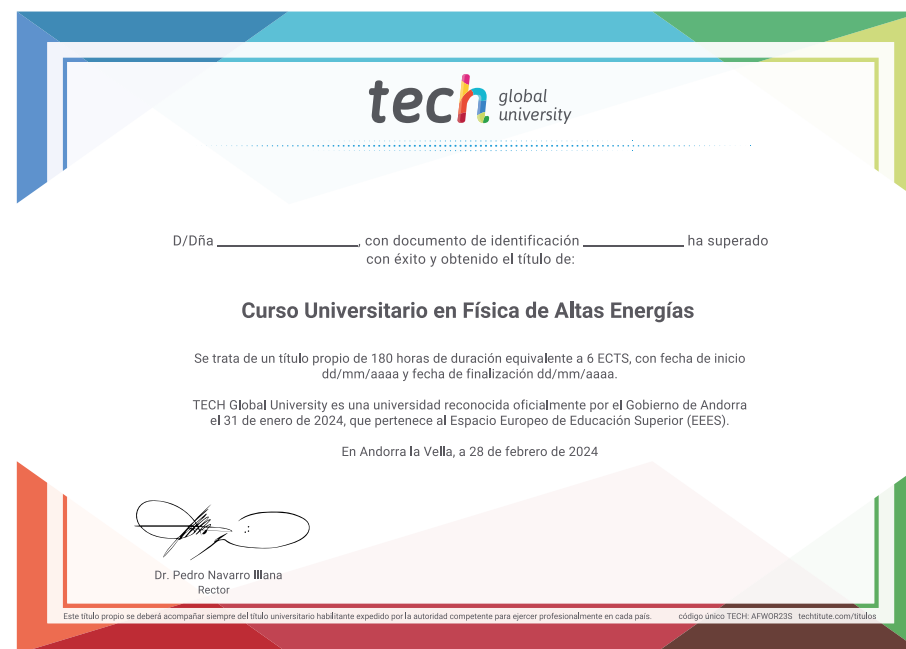 tech global university
D/Dña ____________, con documento de identificación ____________ ha superado
con éxito y obtenido el título de:
Curso Universitario en Física de Altas Energías
Se trata de un título propio de 180 horas de duración equivalente a 6 ECTS, con fecha de inicio
dd/mm/aaaa y fecha de finalización dd/mm/aaaa.
TECH Global University es una universidad reconocida oficialmente por el Gobierno de Andorra
el 31 de enero de 2024, que pertenece al Espacio Europeo de Educación Superior (EEES).
En Andorra la Vella, a 28 de febrero de 2024
Dr. Pedro Navarro Illana
Rector
Este título propio se deberá acompañar siempre del título universitario habilitante expedido por la autoridad competente para ejercer profesionalmente en cada país. código único TECH: AFWOR23S techtitute.com/titulos